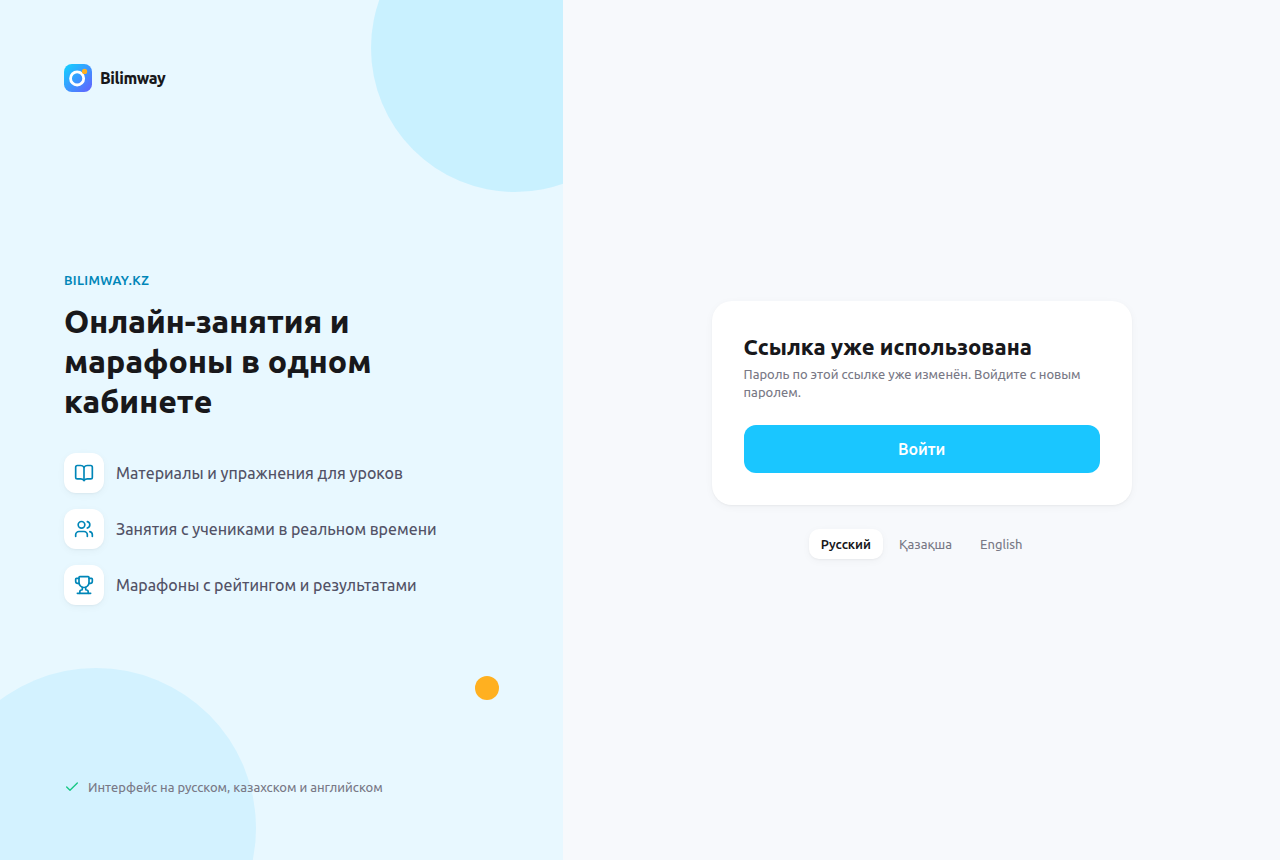 Bilimway
BILIMWAY.KZ
Онлайн-занятия и
марафоны в одном
кабинете
Материалы и упражнения для уроков
Занятия с учениками в реальном времени
Марафоны с рейтингом и результатами
Интерфейс на русском, казахском и английском
Ссылка уже использована
Пароль по этой ссылке уже изменён. Войдите с новым
паролем.
Войти
Русский Қазақша English